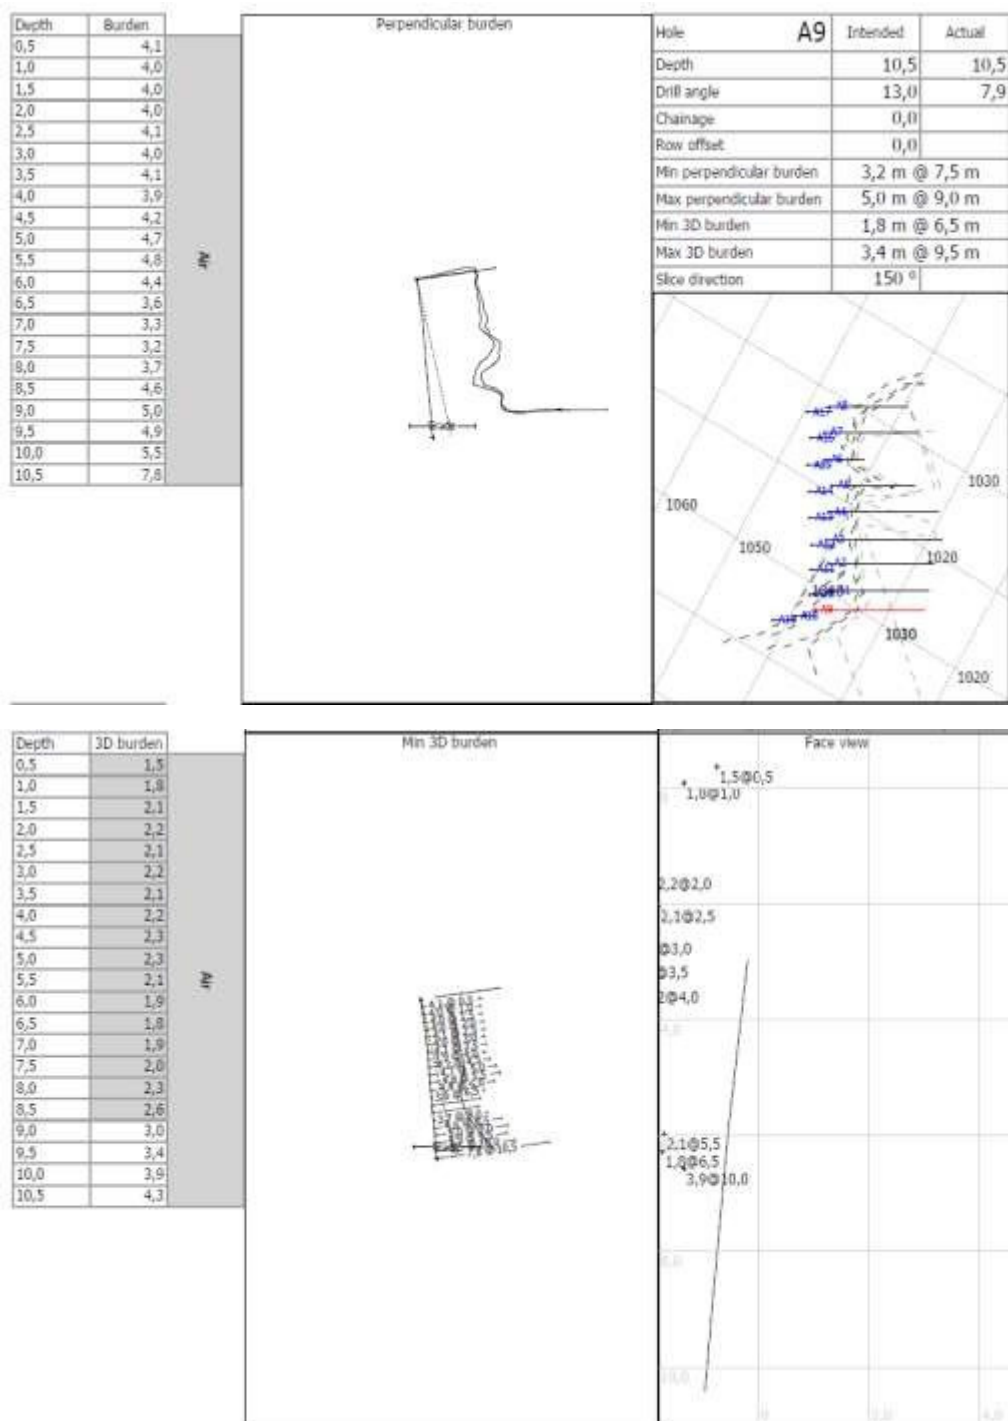 Depth Burden
0,5 4,1
1,0 4,0
1,5 4,0
2,0 4,0
2,5 4,1
3,0 4,0
3,5 4,1
4,0 3,9
4,5 4,2
5,0 4,7
5,5 4,8
6,0 4,4
6,5 3,6
7,0 3,3
7,5 3,2
8,0 3,7
8,5 4,6
9,0 5,0
9,5 4,9
10,0 5,5
10,5 7,8
Air
Perpendicular burden
Hole A9 Intended Actual
Depth 10,5 10,5
Drill angle 13,0 7,9
Chainage 0,0
Row offset 0,0
Min perpendicular burden 3,2 m @ 7,5 m
Max perpendicular burden 5,0 m @ 9,0 m
Min 3D burden 1,8 m @ 6,5 m
Max 3D burden 3,4 m @ 9,5 m
Slice direction 150 °
A17
A7
A14
A9
1030
1060
1050
1020
1030
1020
Depth 3D burden
0,5 1,5
1,0 1,8
1,5 2,1
2,0 2,2
2,5 2,1
3,0 2,2
3,5 2,1
4,0 2,2
4,5 2,3
5,0 2,3
5,5 2,1
6,0 1,9
6,5 1,8
7,0 1,9
7,5 2,0
8,0 2,3
8,5 2,6
9,0 3,0
9,5 3,4
10,0 3,9
10,5 4,3
Air
Min 3D burden
Face view
1,5@0,5
1,8@1,0
2,2@2,0
2,1@2,5
@3,0
@3,5
2@4,0
2,1@5,5
1,8@6,5
3,9@10,0